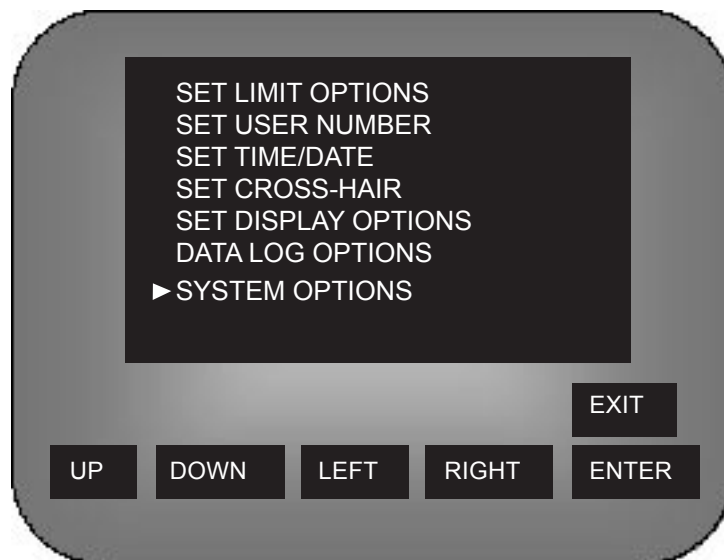 SET LIMIT OPTIONS
SET USER NUMBER
SET TIME/DATE
SET CROSS-HAIR
SET DISPLAY OPTIONS
DATA LOG OPTIONS
SYSTEM OPTIONS
EXIT
UP DOWN LEFT RIGHT ENTER